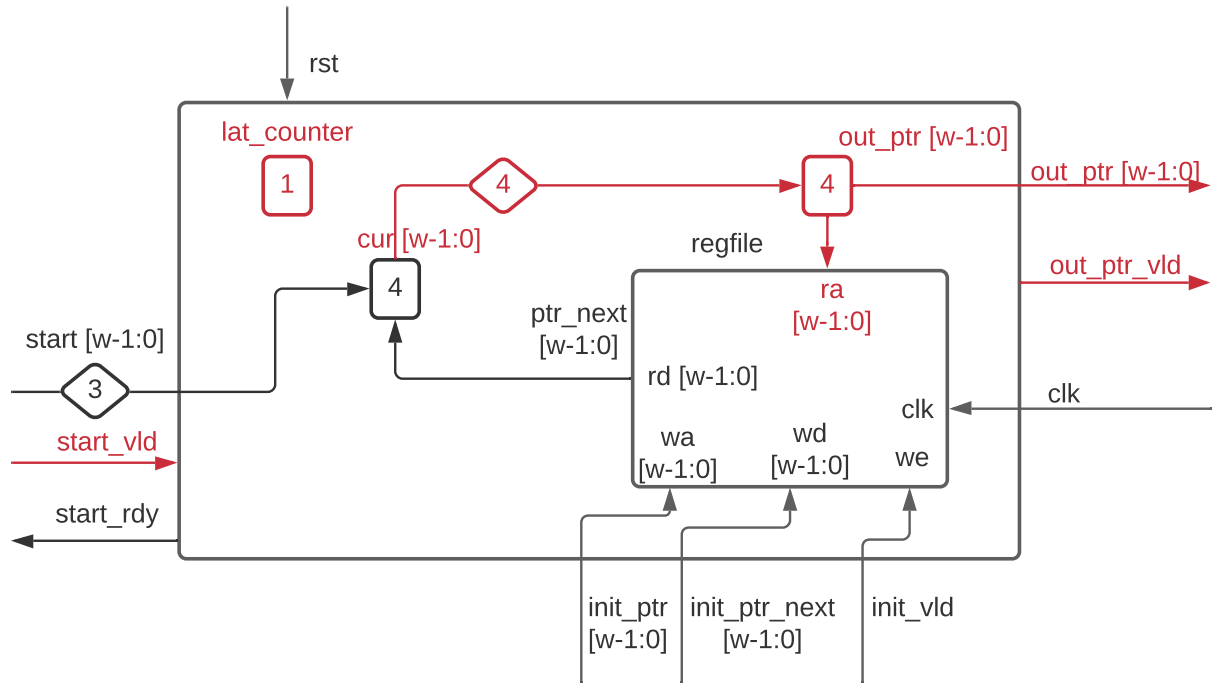 rst
lat_counter
1
4
out_ptr [w-1:0]
4
out_ptr [w-1:0]
cur [w-1:0]
4
regfile
out_ptr_vld
ra
[w-1:0]
ptr_next
[w-1:0]
start [w-1:0]
3
rd [w-1:0]
clk
clk
start_vld
wa
[w-1:0]
wd
[w-1:0]
we
start_rdy
init_ptr
[w-1:0]
init_ptr_next
[w-1:0]
init_vld